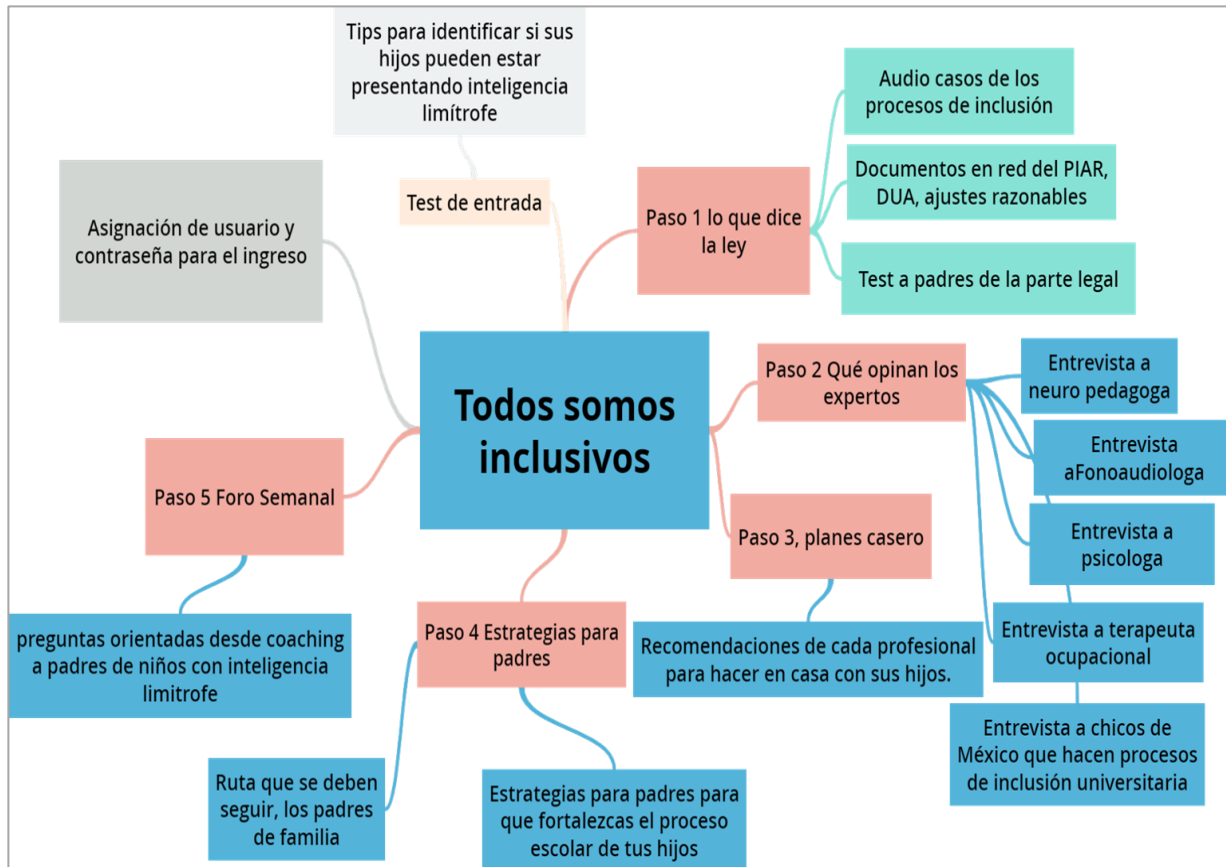 Tips para identificar si sus
hijos pueden estar
presentando inteligencia
limítrofe
Test de entrada
Asignación de usuario y
contraseña para el ingreso
Paso 1 lo que dice
la ley
Audio casos de los
procesos de inclusión
Documentos en red del PIAR,
DUA, ajustes razonables
Test a padres de la parte legal
Todos somos
inclusivos
Paso 2 Qué opinan los
expertos
Entrevista a
neuro pedagoga
Entrevista
aFonoaudiologa
Entrevista a
psicologa
Entrevista a terapeuta
ocupacional
Entrevista a chicos de
México que hacen procesos
de inclusión universitaria
Paso 3, planes casero
Recomendaciones de cada profesional
para hacer en casa con sus hijos.
Paso 4 Estrategias para
padres
Ruta que se deben
seguir, los padres
de familia
Estrategias para padres para
que fortalezcas el proceso
escolar de tus hijos
Paso 5 Foro Semanal
preguntas orientadas desde coaching
a padres de niños con inteligencia
limitrofe